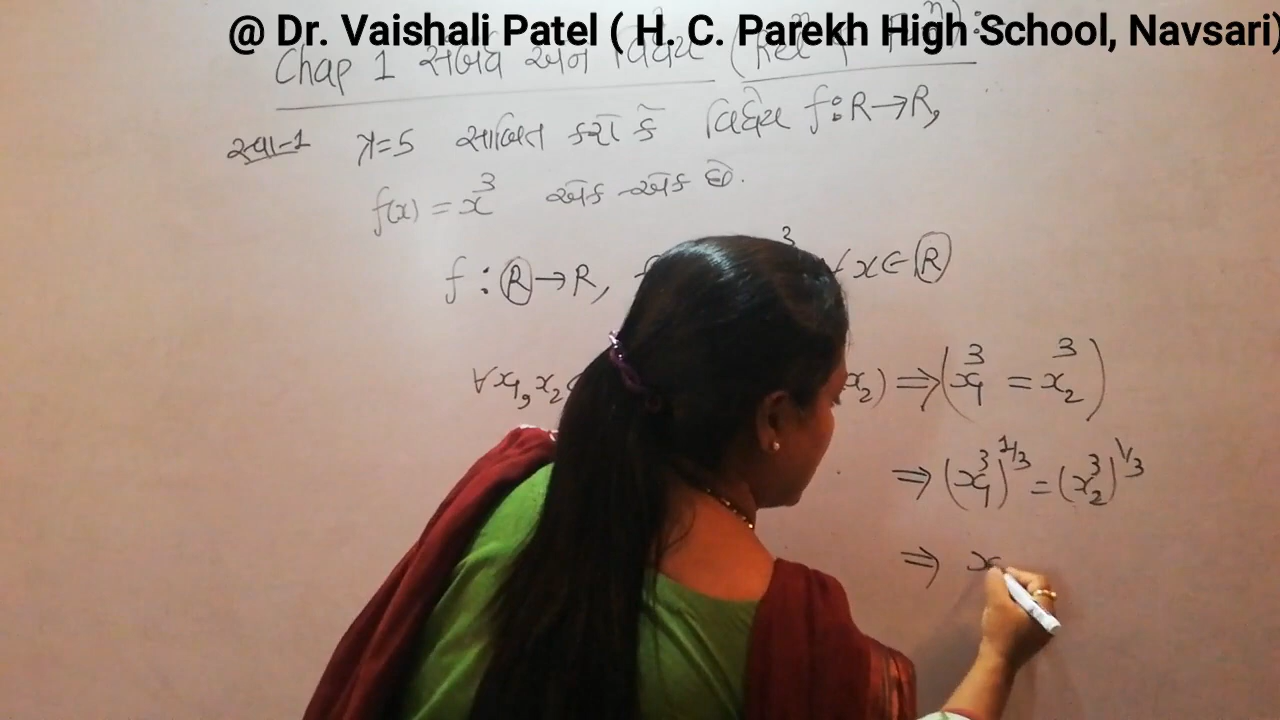 @ Dr. Vaishali Patel ( H. C. Parekh High School, Navsari)
Chap 1 સંબંધ અને વિધેય
સ્વા-1 x=5 સાબિત કરો કે વિધેય f:R→R,
f(x) = x³ એક-એક છે.
f : R→R, x∈R
∀x₁, x₂ x₂) ⇒ (x₁³ = x₂³)
⇒ (x₁³)^1/3 = (x₂³)^1/3
⇒ x